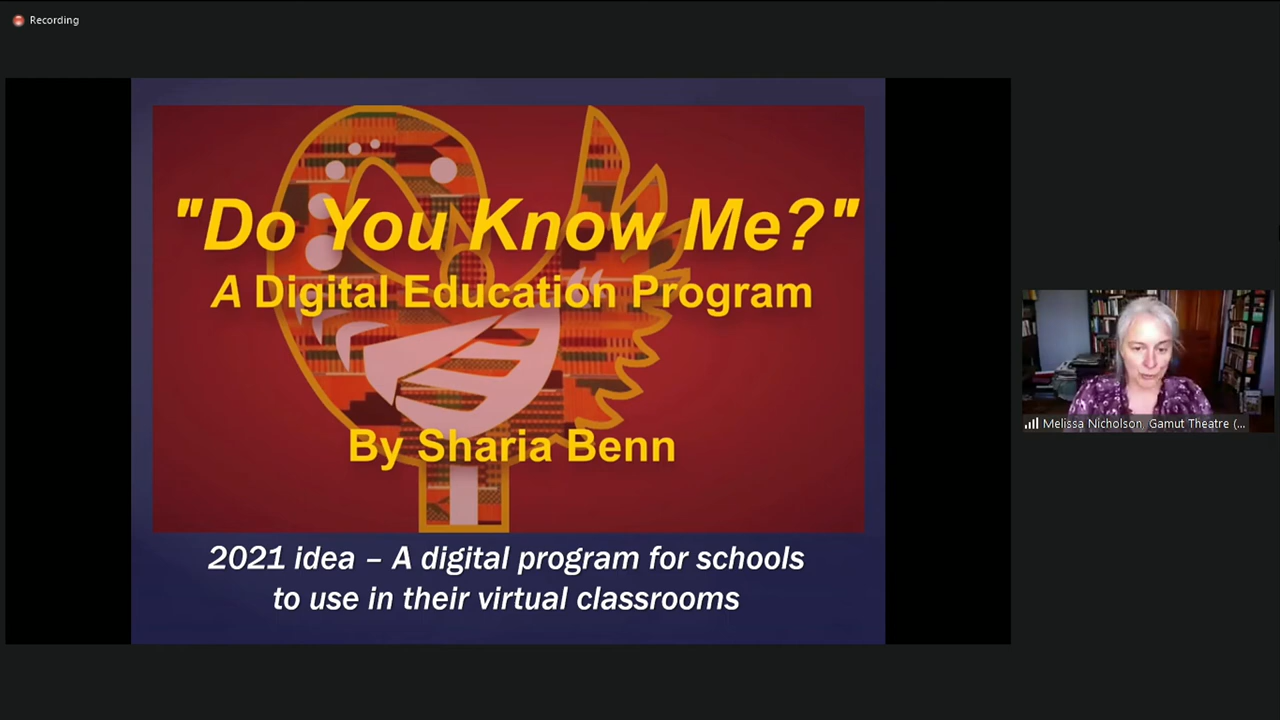 Recording
"Do You Know Me?"
A Digital Education Program
By Sharia Benn
2021 idea – A digital program for schools
to use in their virtual classrooms
Melissa Nicholson, Gamut Theatre (...